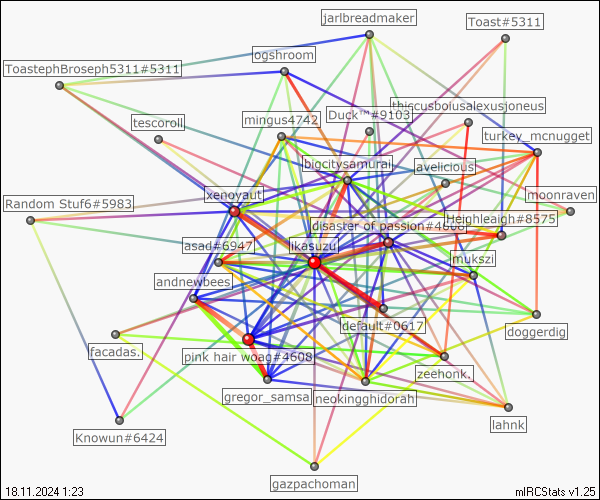 jarlbreadmaker
Toast#5311
ogshroom
ToastephBroseph5311#5311
thiccusboiusalexusjoneus
Duck™#9103
mingus4742
tescoroll
turkey_mcnugget
bigcitysamurai
avelicious
xenoyaut
moonraven
Random Stuf6#5983
disaster of passion#4608
Heighleaigh#8575
asad#6947
ikasuzu
mukszi
andnewbees
default#0617
doggerdig
facadas.
pink hair woag#4608
zeehonk.
gregor_samsa
neokingghidorah
lahnk
Knowun#6424
gazpachoman
18.11.2024 1:23
mIRCStats v1.25